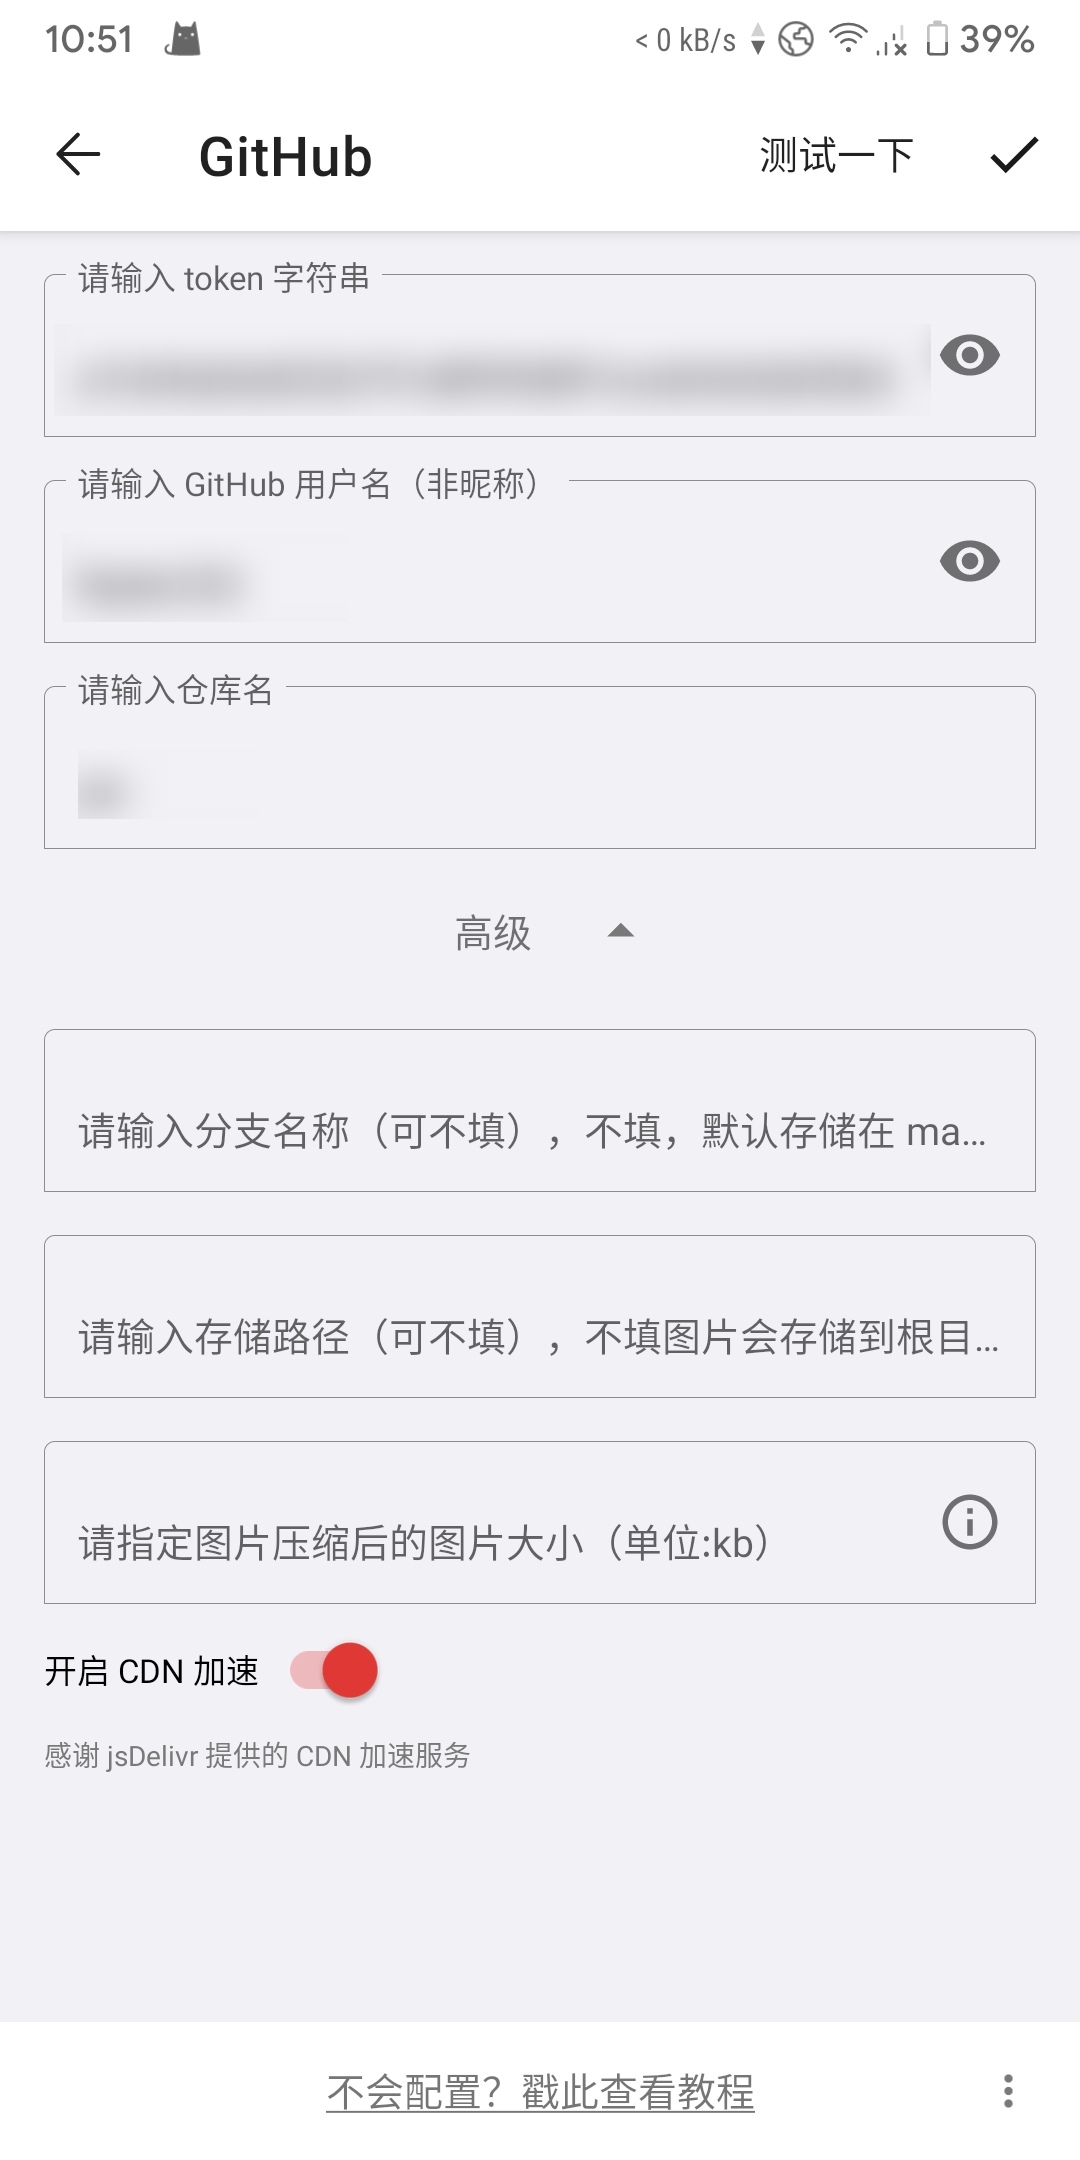 10:51
< 0 kB/s
39%
GitHub
测试一下
请输入 token 字符串
请输入 GitHub 用户名（非昵称）
请输入仓库名
高级
请输入分支名称（可不填），不填，默认存储在 ma...
请输入存储路径（可不填），不填图片会存储到根目...
请指定图片压缩后的图片大小（单位:kb）
开启 CDN 加速
感谢 jsDelivr 提供的 CDN 加速服务
不会配置？戳此查看教程